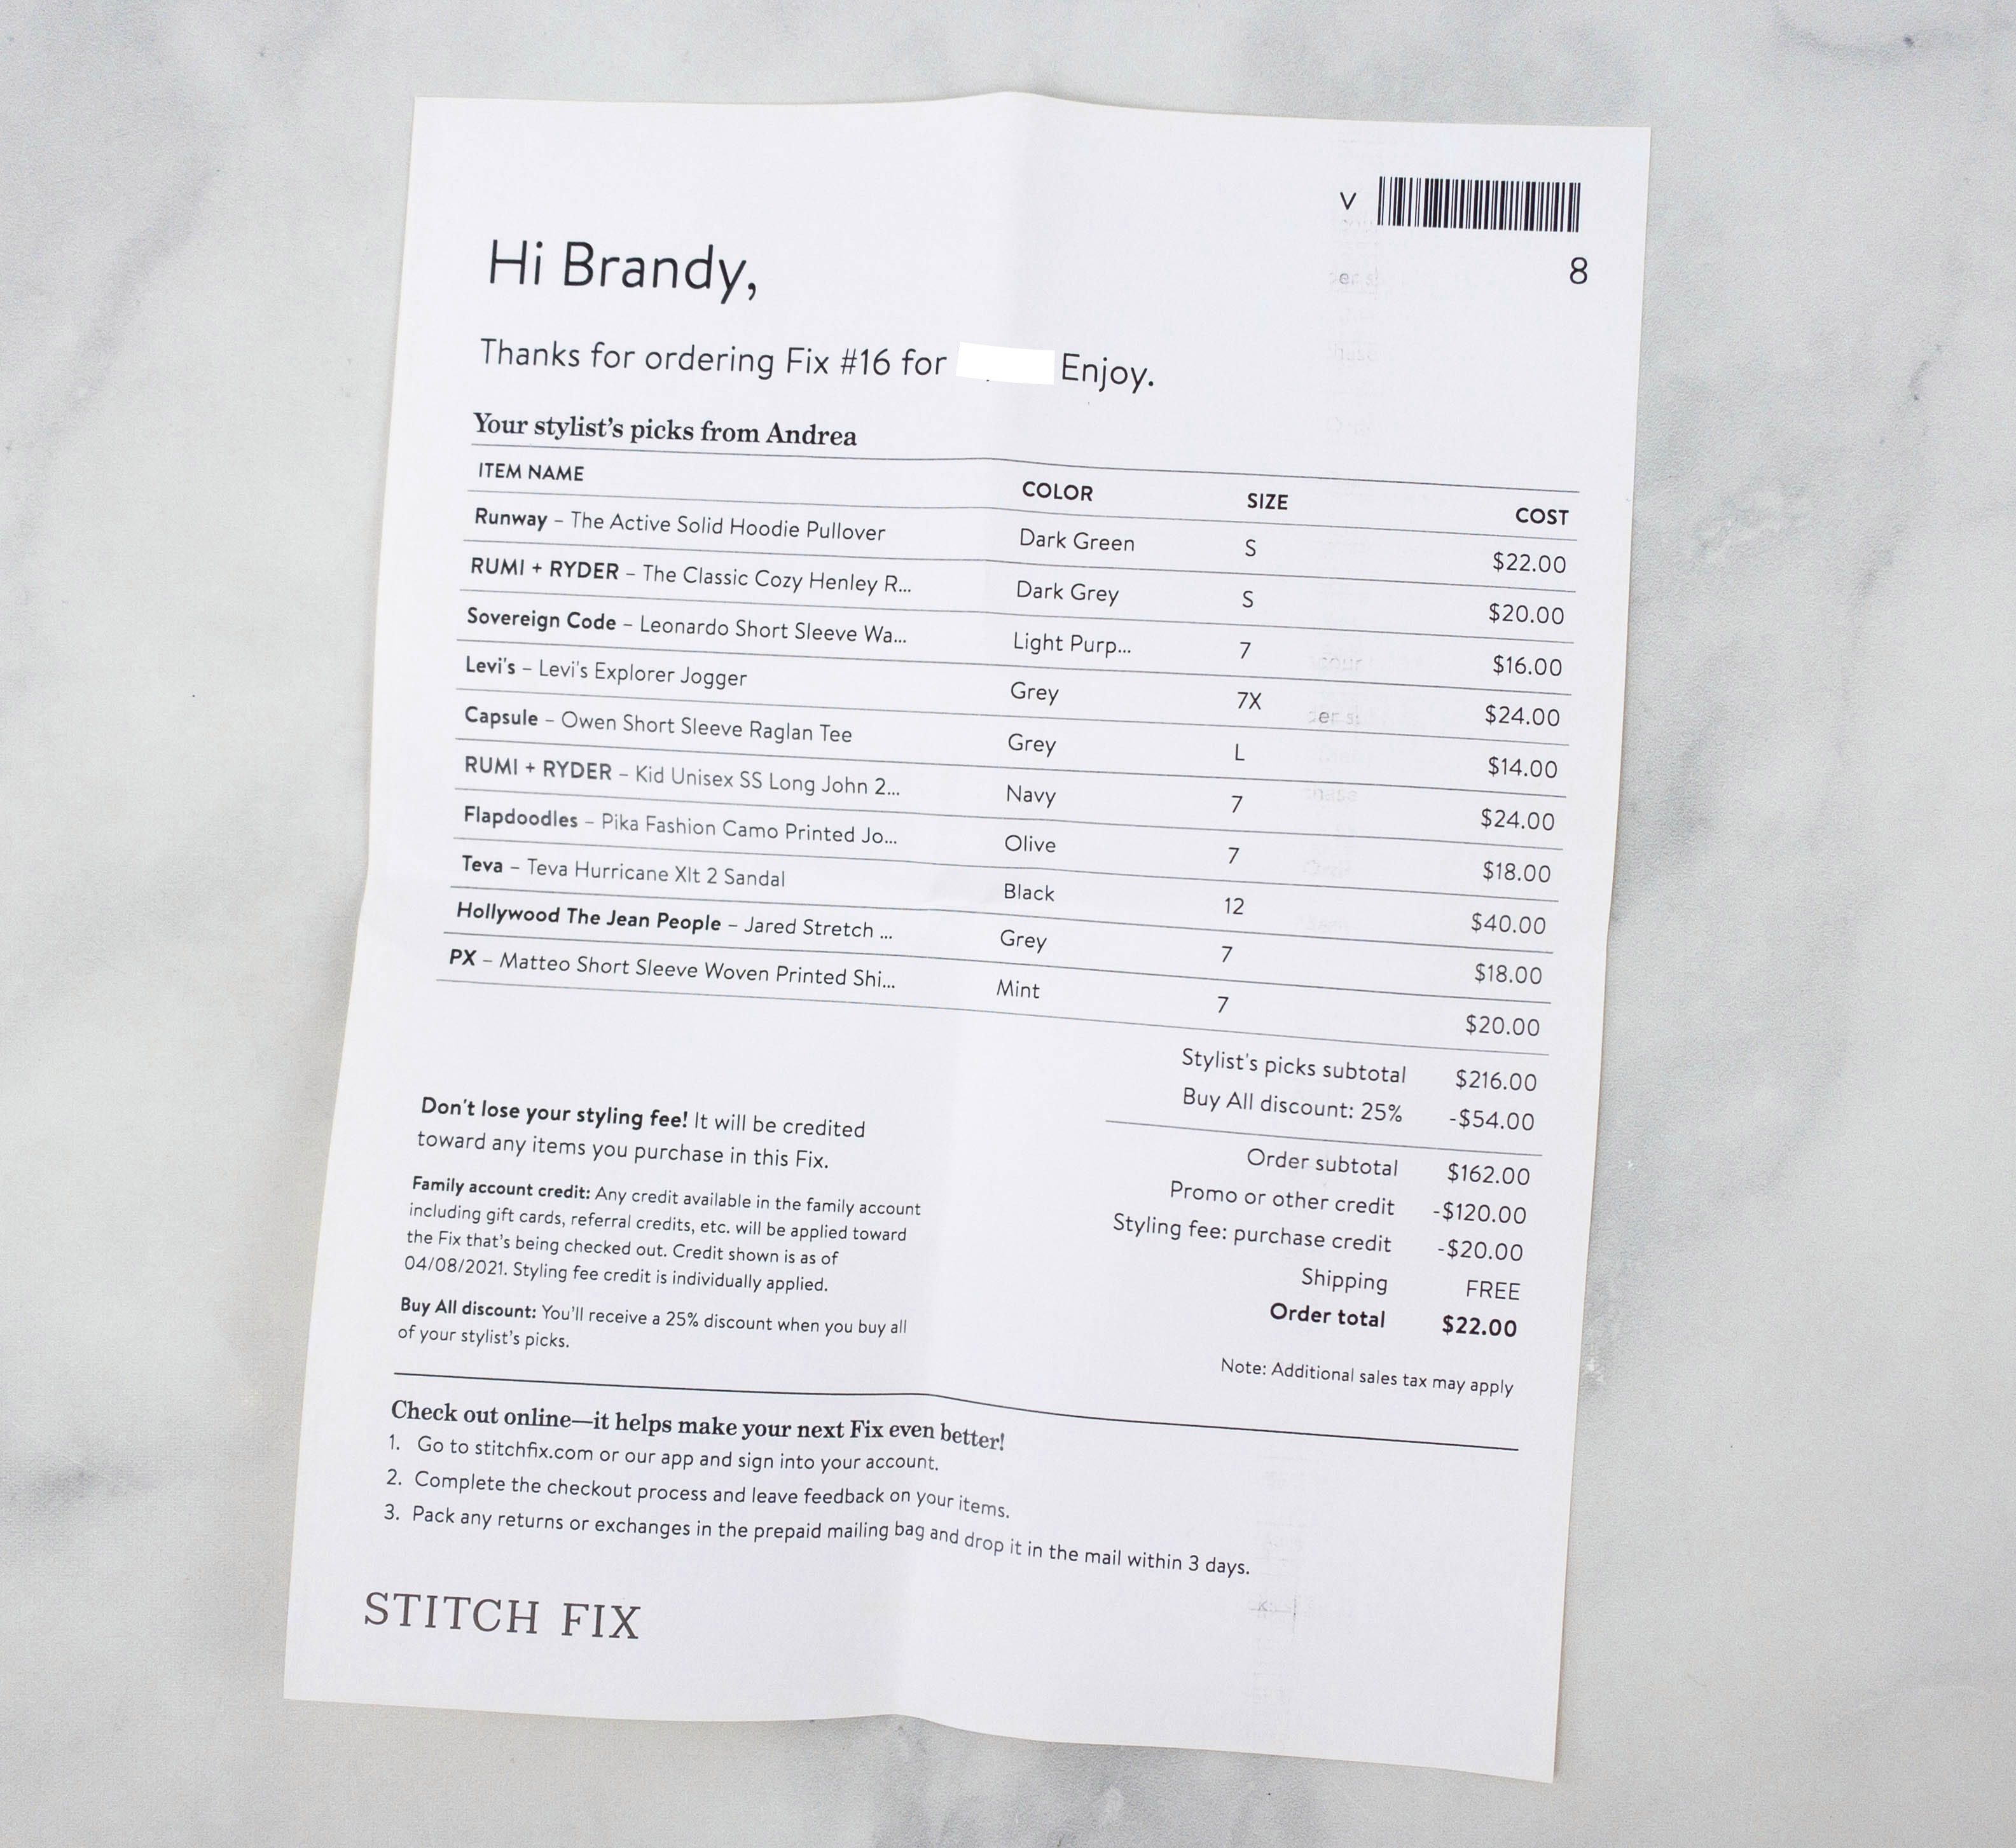 V
8
Hi Brandy,
Thanks for ordering Fix #16 for Enjoy.
Your stylist's picks from Andrea
ITEM NAME COLOR SIZE COST
Runway – The Active Solid Hoodie Pullover Dark Green S $22.00
RUMI + RYDER – The Classic Cozy Henley R... Dark Grey S $20.00
Sovereign Code – Leonardo Short Sleeve Wa... Light Purp... 7 $16.00
Levi's – Levi's Explorer Jogger Grey 7X $24.00
Capsule – Owen Short Sleeve Raglan Tee Grey L $14.00
RUMI + RYDER – Kid Unisex SS Long John 2... Navy 7 $24.00
Flapdoodles – Pika Fashion Camo Printed Jo... Olive 7 $18.00
Teva – Teva Hurricane Xlt 2 Sandal Black 12 $40.00
Hollywood The Jean People – Jared Stretch ... Grey 7 $18.00
PX – Matteo Short Sleeve Woven Printed Shi... Mint 7 $20.00
Stylist's picks subtotal $216.00
Buy All discount: 25% -$54.00
Order subtotal $162.00
Promo or other credit -$120.00
Styling fee: purchase credit -$20.00
Shipping FREE
Order total $22.00
Note: Additional sales tax may apply
Don't lose your styling fee! It will be credited
toward any items you purchase in this Fix.
Family account credit: Any credit available in the family account
including gift cards, referral credits, etc. will be applied toward
the Fix that's being checked out. Credit shown is as of
04/08/2021. Styling fee credit is individually applied.
Buy All discount: You'll receive a 25% discount when you buy all
of your stylist's picks.
Check out online—it helps make your next Fix even better!
1. Go to stitchfix.com or our app and sign into your account.
2. Complete the checkout process and leave feedback on your items.
3. Pack any returns or exchanges in the prepaid mailing bag and drop it in the mail within 3 days.
STITCH FIX